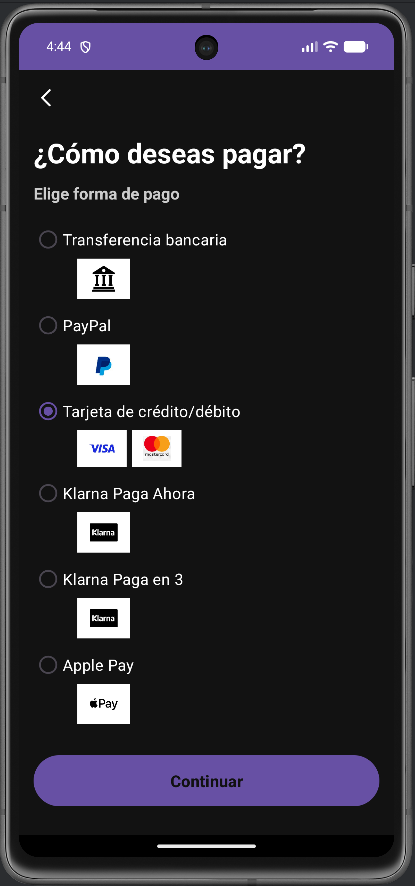 4:44
¿Cómo deseas pagar?
Elige forma de pago
Transferencia bancaria
PayPal
Tarjeta de crédito/débito
VISA mastercard
Klarna Paga Ahora
Klarna
Klarna Paga en 3
Klarna
Apple Pay
Pay
Continuar